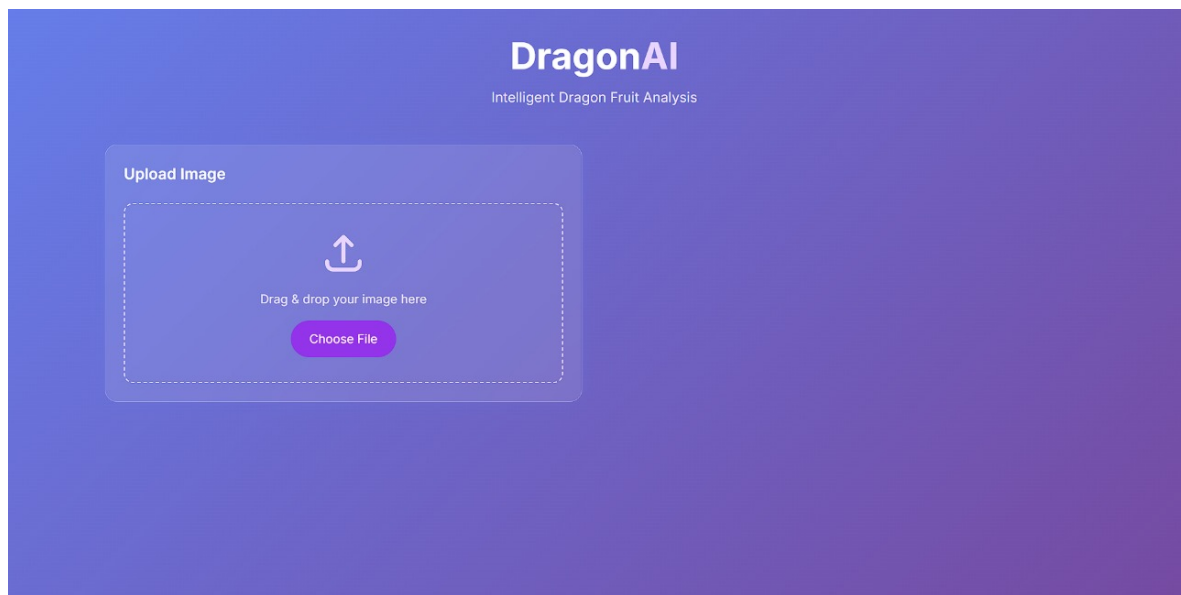 DragonAI
Intelligent Dragon Fruit Analysis
Upload Image
Drag & drop your image here
Choose File